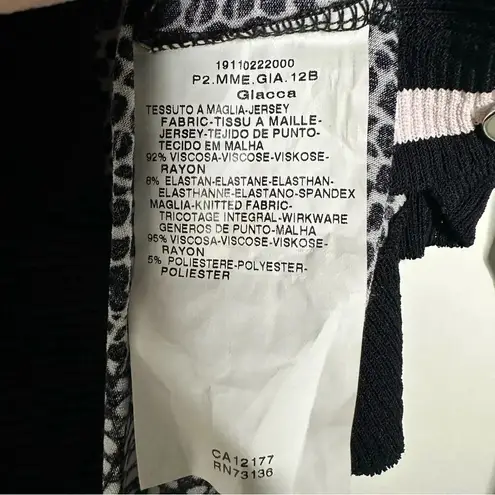 19110222000
P2.MME.GIA.12B
Giacca
TESSUTO A MAGLIA-JERSEY
FABRIC-TISSU A MAILLE-
JERSEY-TEJIDO DE PUNTO-
TECIDO EM MALHA
92% VISCOSA-VISCOSE-VISKOSE-
RAYON
8% ELASTAN-ELASTANE-ELASTHAN-
ELASTHANNE-ELASTANO-SPANDEX
MAGLIA-KNITTED FABRIC-
TRICOTAGE INTEGRAL-WIRKWARE
GENEROS DE PUNTO-MALHA
95% VISCOSA-VISCOSE-VISKOSE-
RAYON
5% POLIESTERE-POLYESTER-
POLIESTER
CA12177
RN73136